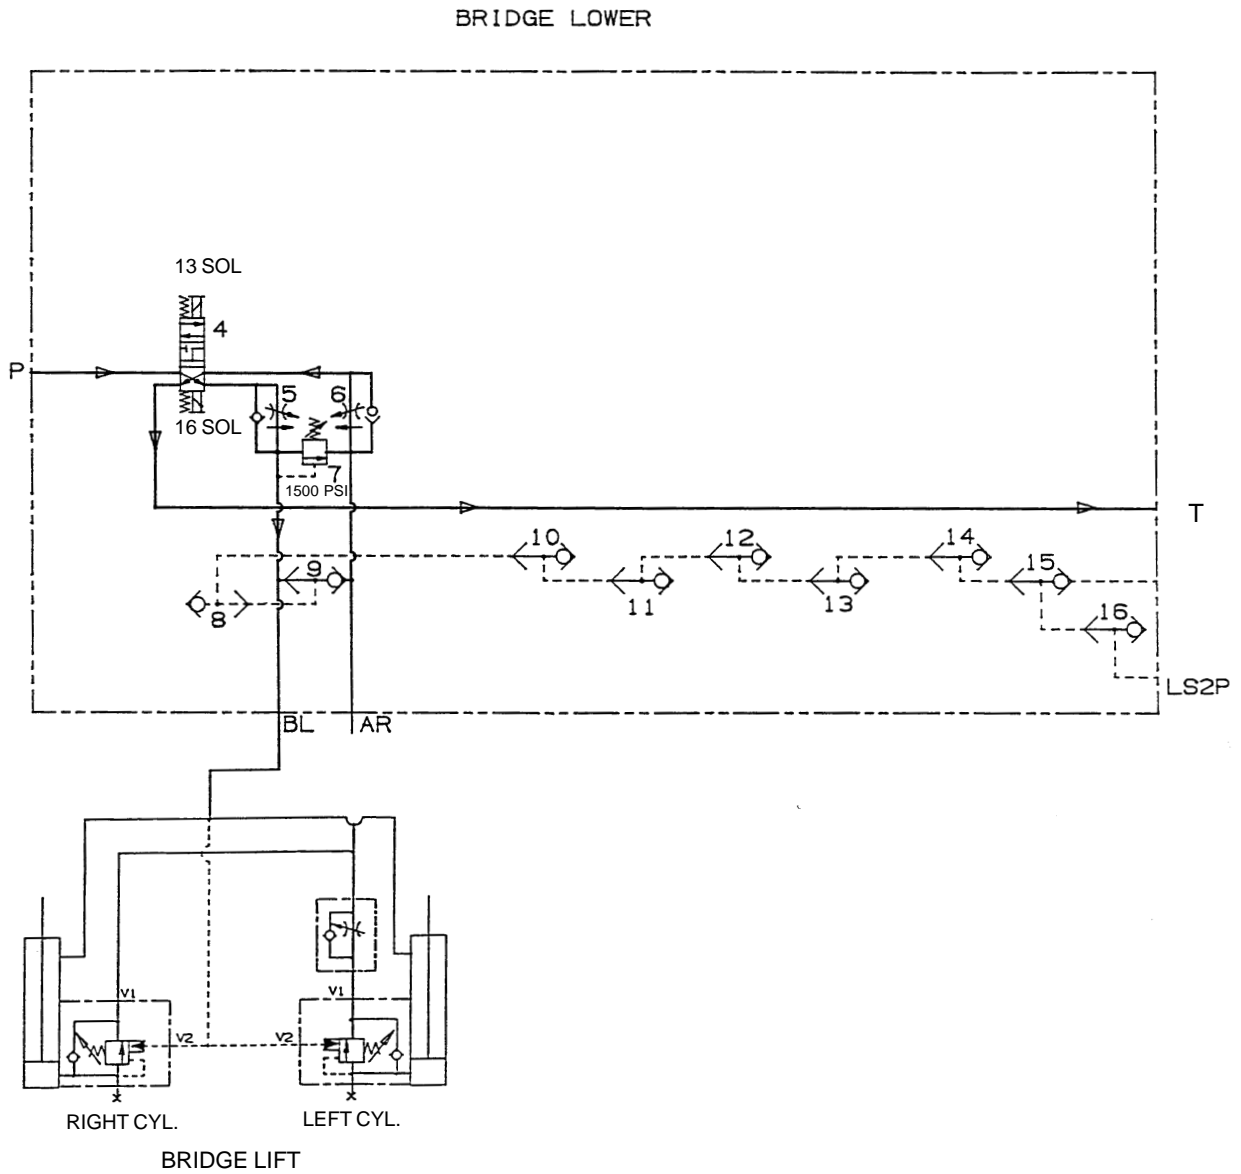 BRIDGE LOWER
13 SOL
4
P
5 6
16 SOL
7
1500 PSI
T
10 12 14
9 15
8 11 13 16
LS2P
BL AR
V1 V1
V2 V2
RIGHT CYL. LEFT CYL.
BRIDGE LIFT